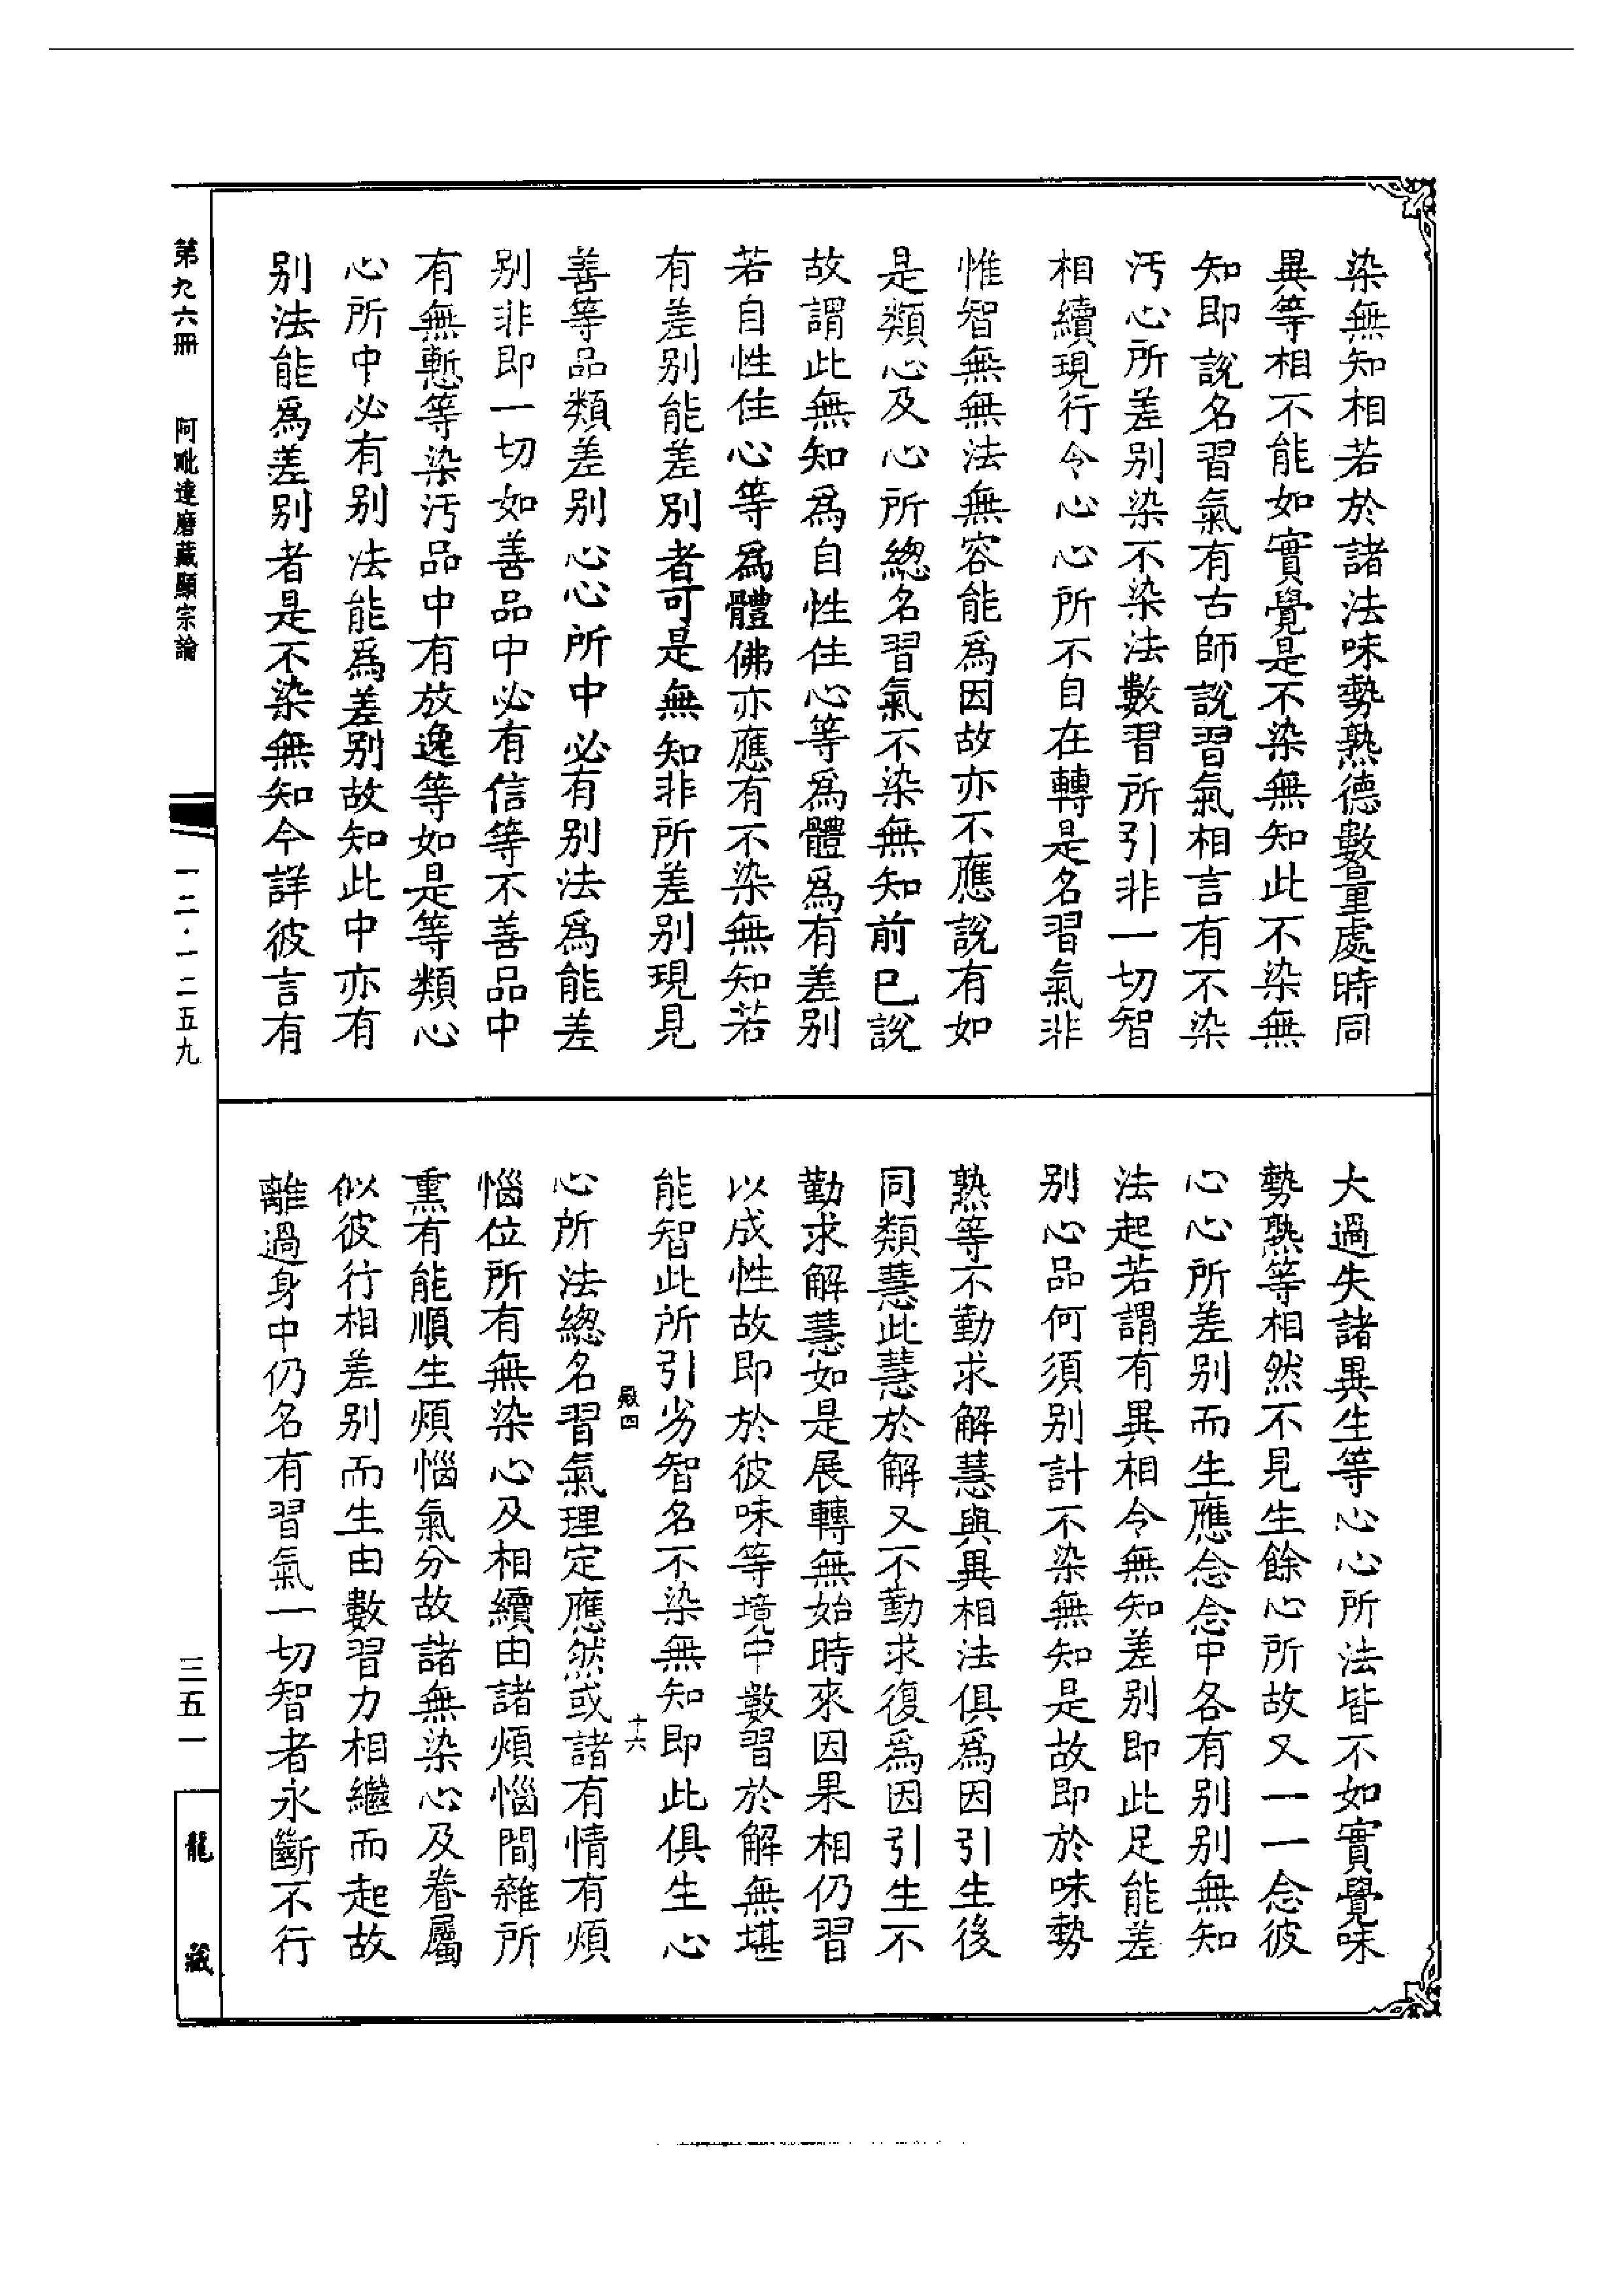 染無知相若於諸法味勢熟德數量處時同
異等相不能如實覺是不染無知此不染無
知即說名習氣有古師說習氣相言有不染
汚心所差别染不染法數習所引非一切智
相續現行令心心所不自在轉是名習氣非
惟智無無法無容能爲因故亦不應說有如
是類心及心所總名習氣不染無知前已說
故謂此無知爲自性住心等爲體爲有差别
若自性住心等爲體佛亦應有不染無知若
有差别能差别者可是無知非所差别現見
善等品類差别心心所中必有别法爲能差
别非即一切如善品中必有信等不善品中
有無慙等染汚品中有放逸等如是等類心
心所中必有别法能爲差别故知此中亦有
别法能爲差别者是不染無知今詳彼言有
大過失諸異生等心心所法皆不如實覺味
勢熟等相然不見生餘心所故又一一念彼
心心所差别而生應念念中各有别别無知
法起若謂有異相令無知差别即此足能差
别心品何須别計不染無知是故即於味勢
熟等不勤求解慧與異相法俱爲因引生後
同類慧此慧於解又不勤求復爲因引生不
勤求解慧如是展轉無始時來因果相仍習
以成性故即於彼味等境中數習於解無堪
能智此所引劣智名不染無知即此俱生心
殿四
十六
心所法總名習氣理定應然或諸有情有煩
惱位所有無染心及相續由諸煩惱間雜所
熏有能順生煩惱氣分故諸無染心及眷屬
似彼行相差别而生由數習力相繼而起故
離過身中仍名有習氣一切智者永斷不行
第九六冊
阿毗達磨藏顯宗論
一二·一二五九
三五一
龍藏